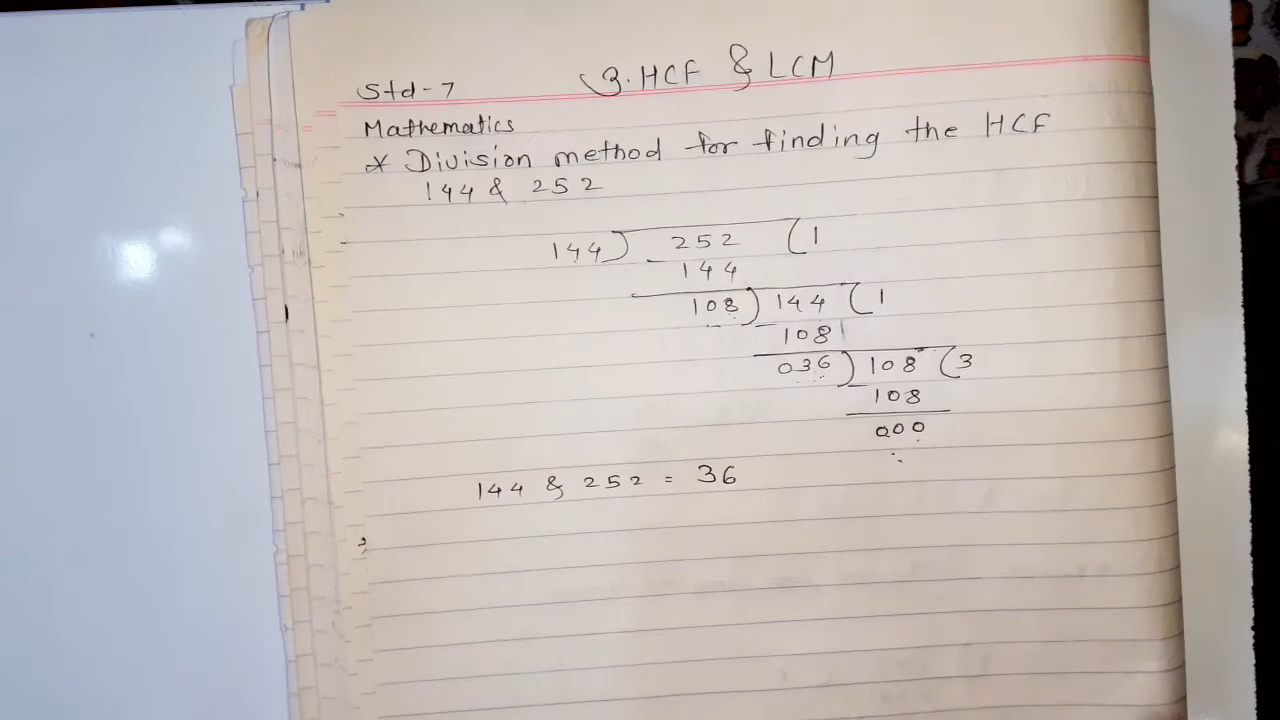 Std-7 3. HCF & LCM
Mathematics
* Division method for finding the HCF
144 & 252
144) 252 (1
144
108) 144 (1
108
036) 108 (3
108
000
144 & 252 = 36